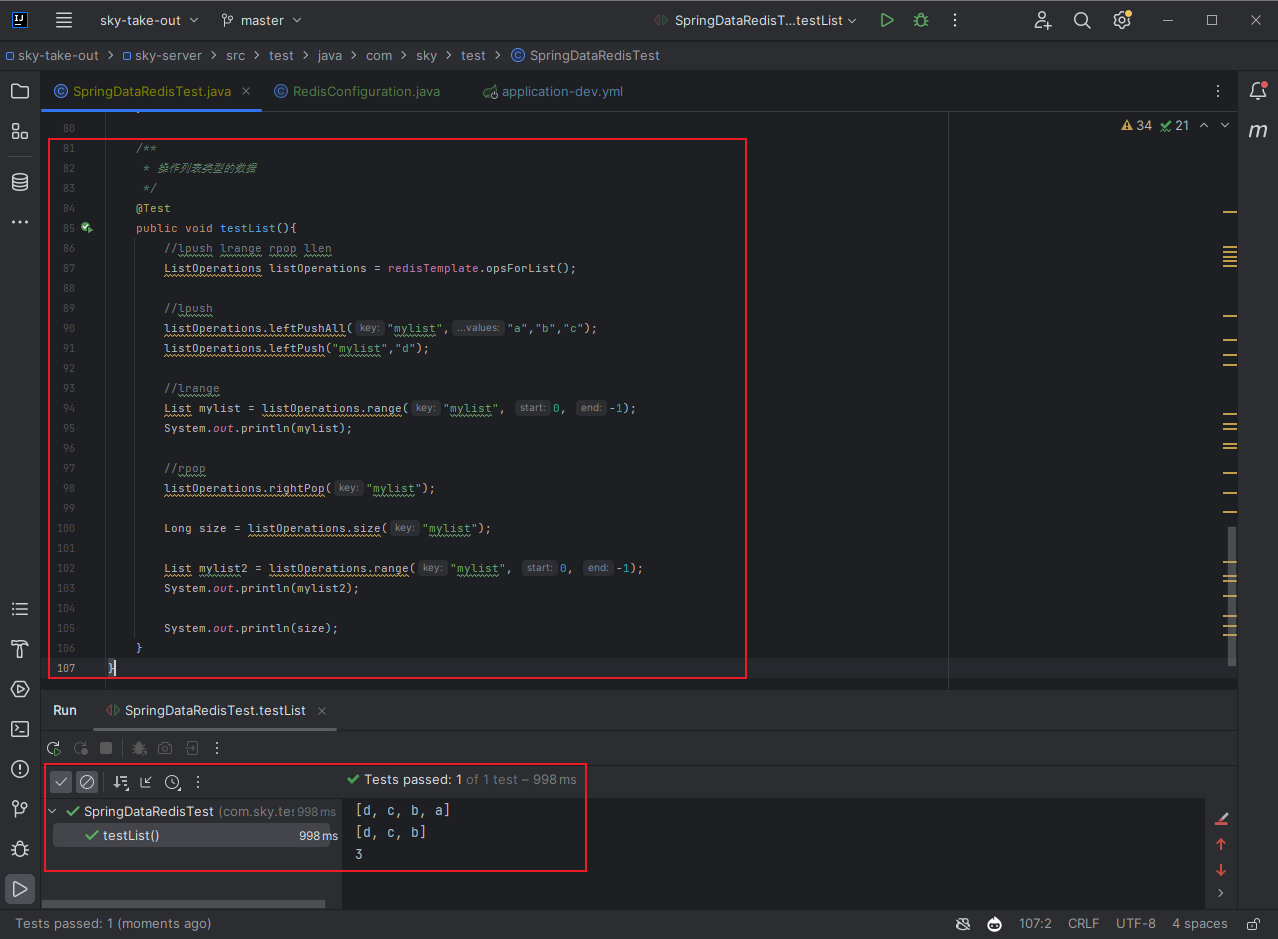 sky-take-out
master
SpringDataRedisT...testList
sky-take-out > sky-server > src > test > java > com > sky > test > SpringDataRedisTest
SpringDataRedisTest.java
RedisConfiguration.java
application-dev.yml
34 21
80
81 /**
82 * 操作列表类型的数据
83 */
84 @Test
85 public void testList(){
86 //lpush lrange rpop llen
87 ListOperations listOperations = redisTemplate.opsForList();
88
89 //lpush
90 listOperations.leftPushAll( key: "mylist", ...values: "a","b","c");
91 listOperations.leftPush("mylist","d");
92
93 //lrange
94 List mylist = listOperations.range( key: "mylist", start: 0, end: -1);
95 System.out.println(mylist);
96
97 //rpop
98 listOperations.rightPop( key: "mylist");
99
100 Long size = listOperations.size( key: "mylist");
101
102 List mylist2 = listOperations.range( key: "mylist", start: 0, end: -1);
103 System.out.println(mylist2);
104
105 System.out.println(size);
106 }
107 }
Run
SpringDataRedisTest.testList
Tests passed: 1 of 1 test – 998 ms
SpringDataRedisTest (com.sky.tes 998 ms
testList() 998 ms
[d, c, b, a]
[d, c, b]
3
Tests passed: 1 (moments ago)
107:2 CRLF UTF-8 4 spaces